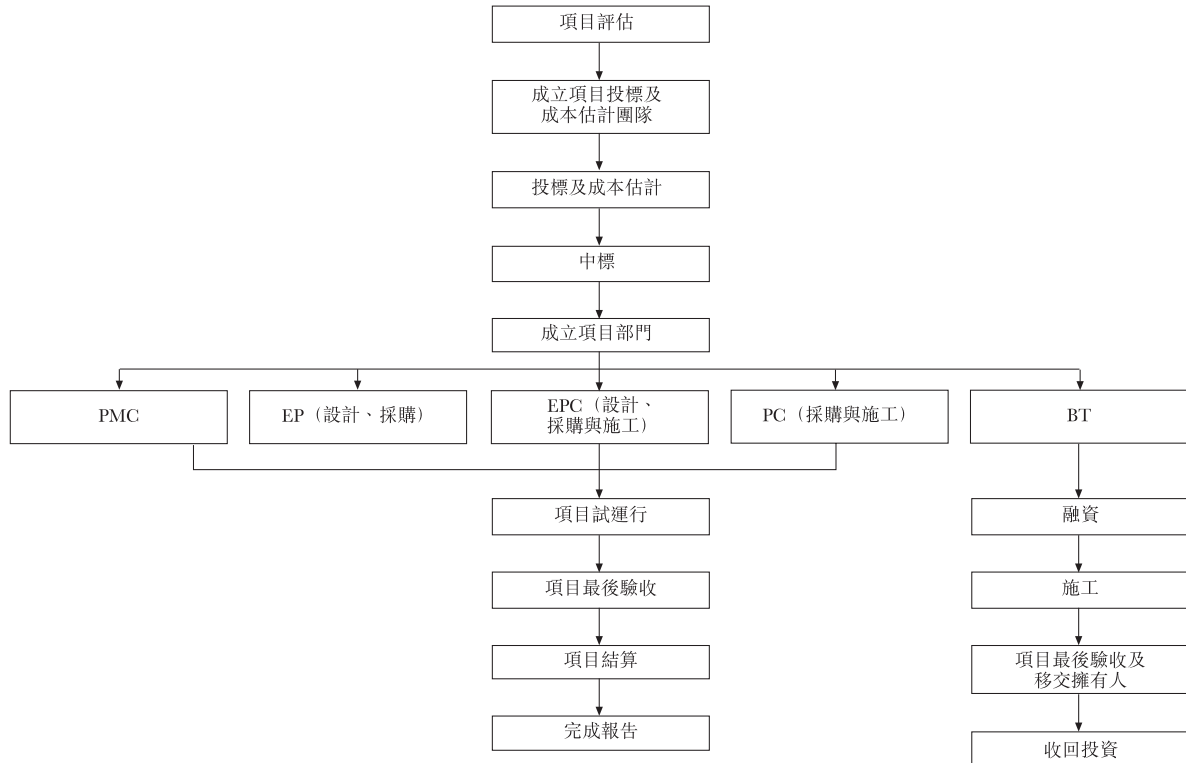 項目評估
成立項目投標及
成本估計團隊
投標及成本估計
中標
成立項目部門
PMC
EP（設計、採購）
EPC（設計、
採購與施工）
PC（採購與施工）
BT
項目試運行
融資
項目最後驗收
施工
項目結算
項目最後驗收及
移交擁有人
完成報告
收回投資